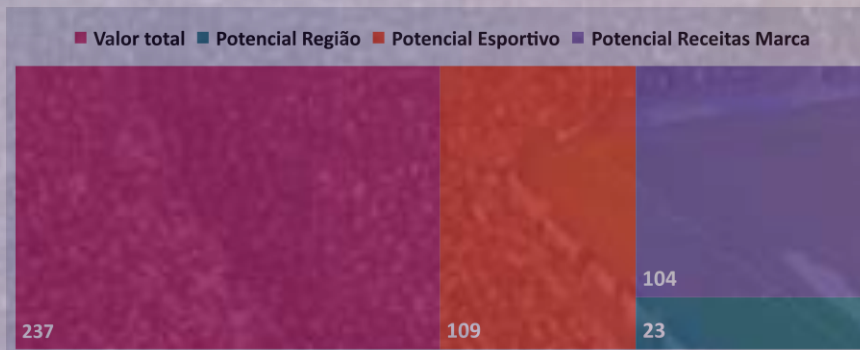 Valor total Potencial Região Potencial Esportivo Potencial Receitas Marca
104
237 109 23